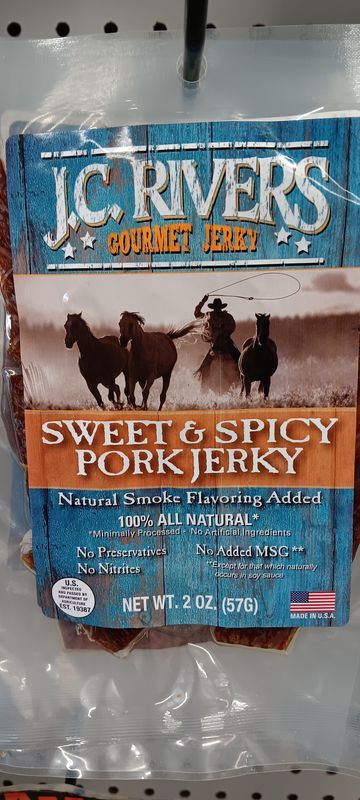 J.C. RIVERS
GOURMET JERKY
SWEET & SPICY
PORK JERKY
Natural Smoke Flavoring Added
100% ALL NATURAL*
*Minimally Processed - No Artificial Ingredients
No Preservatives
No Nitrites
No Added MSG **
**Except for that which naturally
occurs in soy sauce
U.S.
INSPECTED
AND PASSED BY
DEPARTMENT OF
AGRICULTURE
EST. 19387
NET WT. 2 OZ. (57G)
MADE IN U.S.A.